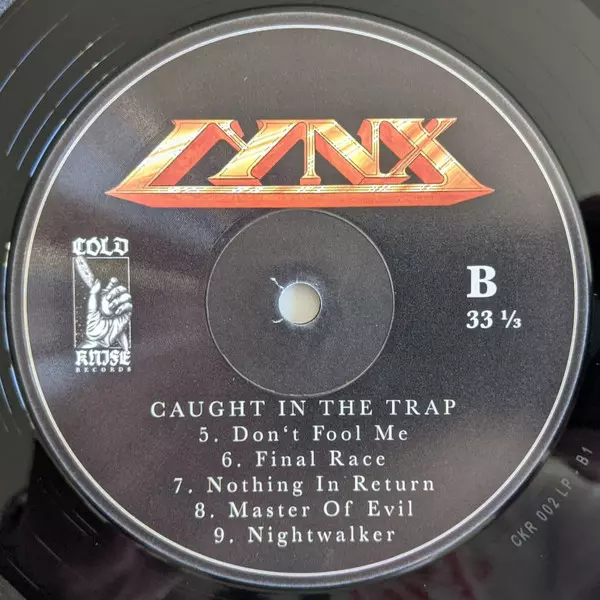 LYNX
COLD
KNIFE
RECORDS
B
33 ⅓
CAUGHT IN THE TRAP
5. Don‘t Fool Me
6. Final Race
7. Nothing In Return
8. Master Of Evil
9. Nightwalker
CKR 002 LP - B1